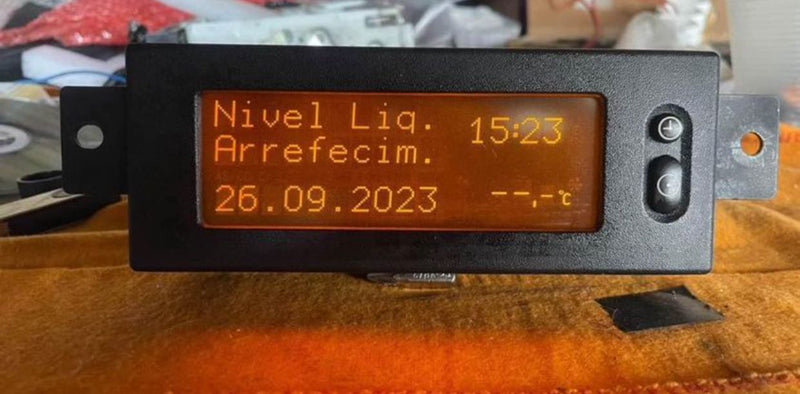 Nivel Liq. 15:23
Arrefecim.
26.09.2023 --,-°C